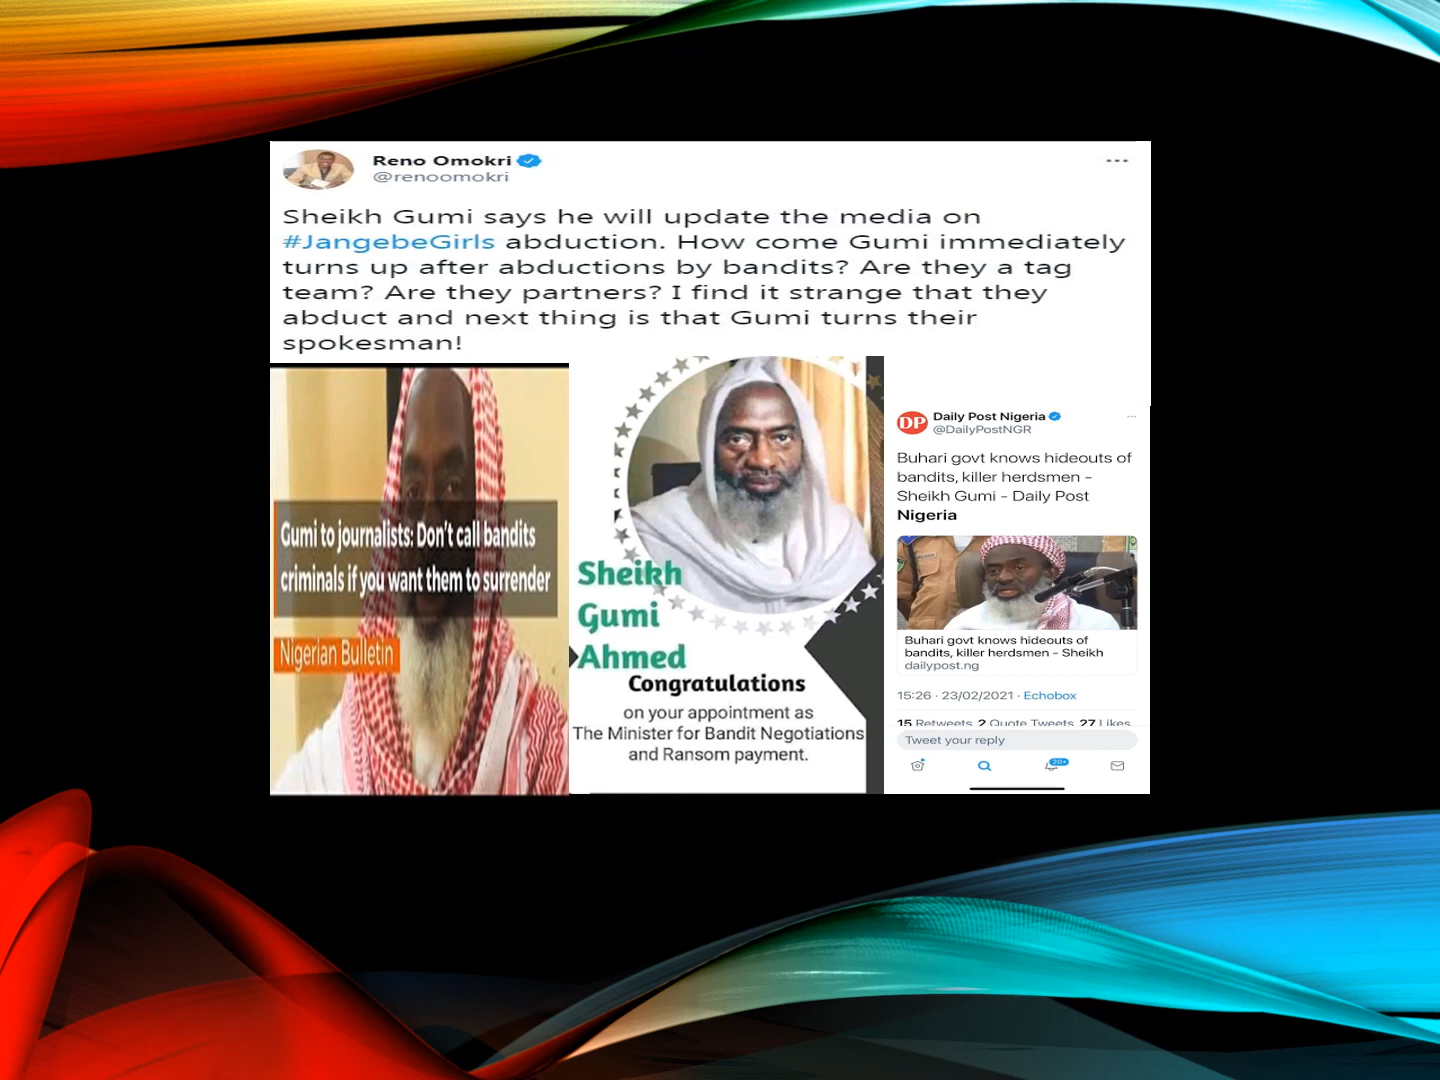 Reno Omokri
@renoomokri
Sheikh Gumi says he will update the media on
#JangebeGirls abduction. How come Gumi immediately
turns up after abductions by bandits? Are they a tag
team? Are they partners? I find it strange that they
abduct and next thing is that Gumi turns their
spokesman!
Gumi to journalists: Don't call bandits
criminals if you want them to surrender
Nigerian Bulletin
Sheikh
Gumi
Ahmed
Congratulations
on your appointment as
The Minister for Bandit Negotiations
and Ransom payment.
DP
Daily Post Nigeria
@DailyPostNGR
Buhari govt knows hideouts of
bandits, killer herdsmen -
Sheikh Gumi - Daily Post
Nigeria
Buhari govt knows hideouts of
bandits, killer herdsmen - Sheikh
dailypost.ng
15:26 · 23/02/2021 · Echobox
15 Retweets 2 Quote Tweets 27 Likes
Tweet your reply
20+